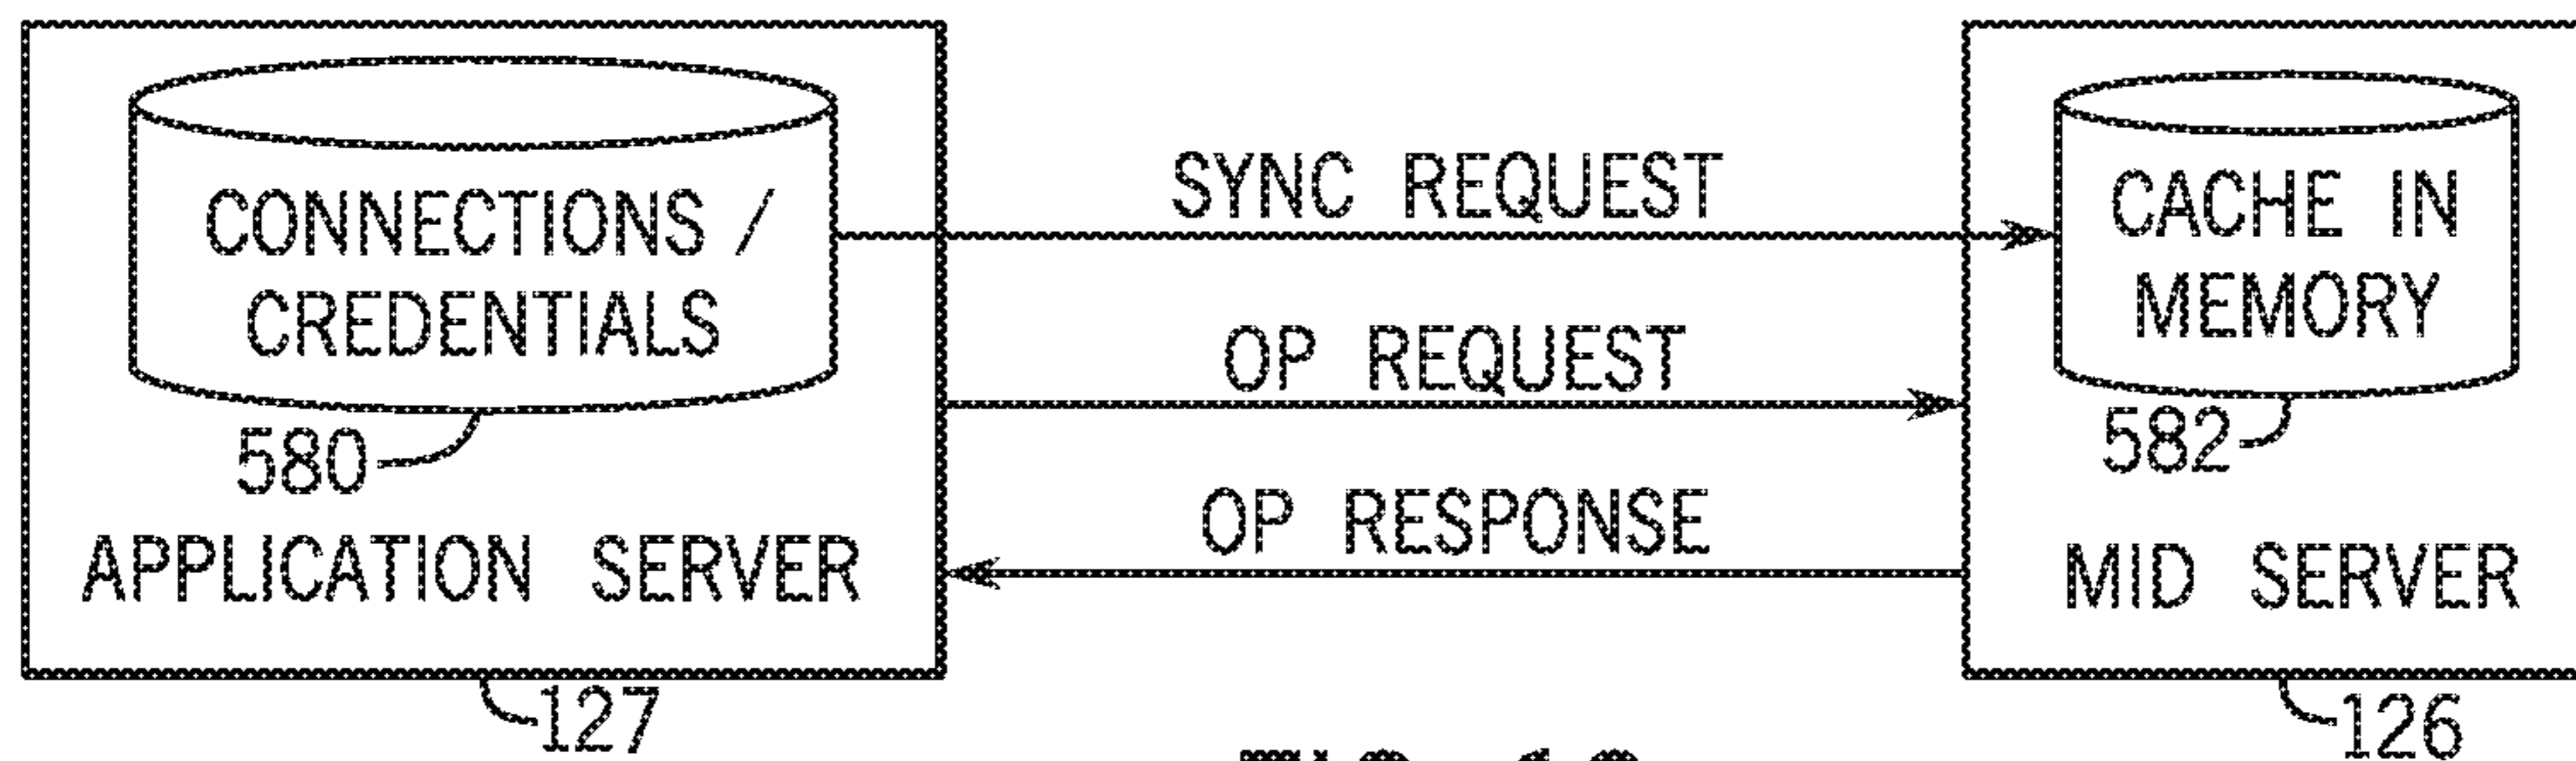 CONNECTIONS /
CREDENTIALS
580
APPLICATION SERVER
127
SYNC REQUEST
OP REQUEST
OP RESPONSE
CACHE IN
MEMORY
582
MID SERVER
126